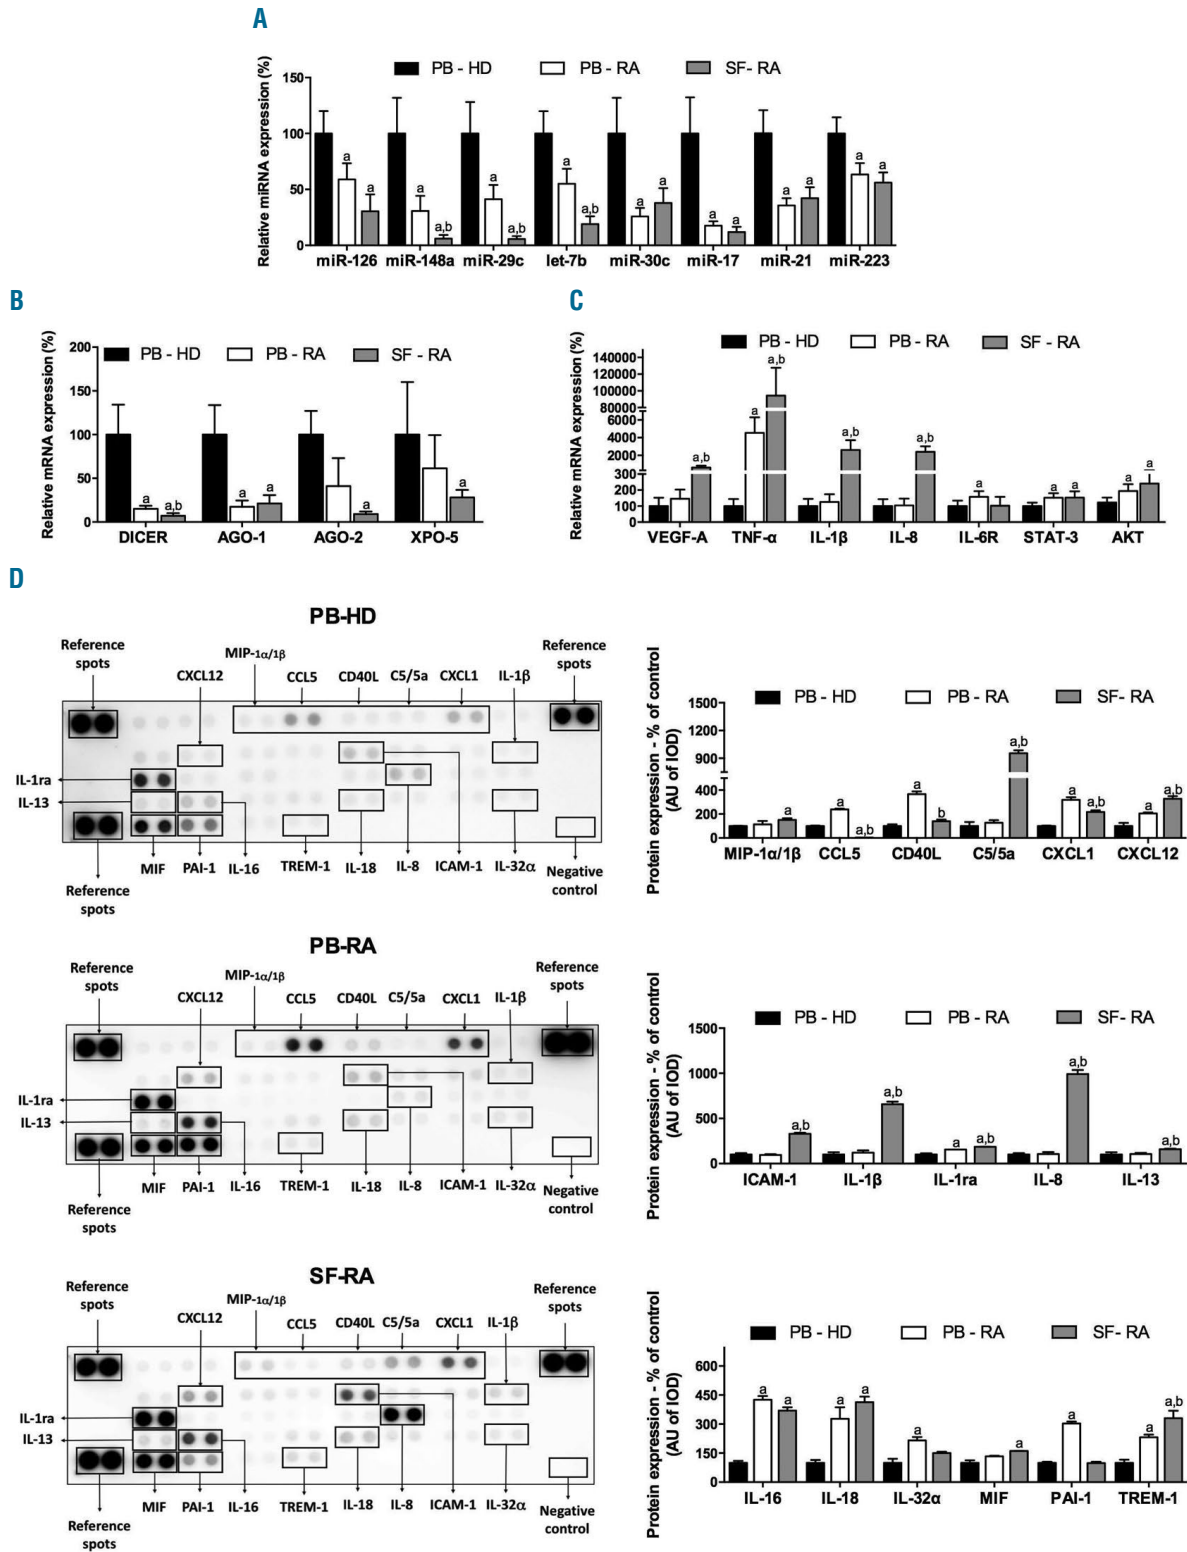 A
PB - HD PB - RA SF - RA
Relative miRNA expression (%)
150
100
50
0
a a a a,b a a,b a a,b a a a a a a a a
miR-126 miR-148a miR-29c let-7b miR-30c miR-17 miR-21 miR-223
B
PB - HD PB - RA SF - RA
Relative mRNA expression (%)
200
150
100
50
0
a a,b a a a a
DICER AGO-1 AGO-2 XPO-5
C
PB - HD PB - RA SF - RA
Relative mRNA expression (%)
140000
120000
100000
80000
6000
4000
2000
300
200
100
0
a,b a a,b a,b a,b a a a a a
VEGF-A TNF-α IL-1β IL-8 IL-6R STAT-3 AKT
D
PB-HD
Reference spots
CXCL12
MIP-1α/1β
CCL5 CD40L C5/5a CXCL1 IL-1β
Reference spots
IL-1ra
IL-13
MIF PAI-1 IL-16 TREM-1 IL-18 IL-8 ICAM-1 IL-32α
Reference spots
Negative control
PB - HD PB - RA SF - RA
Protein expression - % of control (AU of IOD)
1500
1200
900
400
200
0
a a a,b a b a,b a a,b a a,b
MIP-1α/1β CCL5 CD40L C5/5a CXCL1 CXCL12
PB-RA
Reference spots
CXCL12
MIP-1α/1β
CCL5 CD40L C5/5a CXCL1 IL-1β
Reference spots
IL-1ra
IL-13
MIF PAI-1 IL-16 TREM-1 IL-18 IL-8 ICAM-1 IL-32α
Reference spots
Negative control
PB - HD PB - RA SF - RA
Protein expression - % of control (AU of IOD)
1500
1000
500
0
a,b a,b a a,b a,b a,b
ICAM-1 IL-1β IL-1ra IL-8 IL-13
SF-RA
Reference spots
CXCL12
MIP-1α/1β
CCL5 CD40L C5/5a CXCL1 IL-1β
Reference spots
IL-1ra
IL-13
MIF PAI-1 IL-16 TREM-1 IL-18 IL-8 ICAM-1 IL-32α
Reference spots
Negative control
PB - HD PB - RA SF - RA
Protein expression - % of control (AU of IOD)
600
450
300
150
0
a a a a a a a a a,b
IL-16 IL-18 IL-32α MIF PAI-1 TREM-1